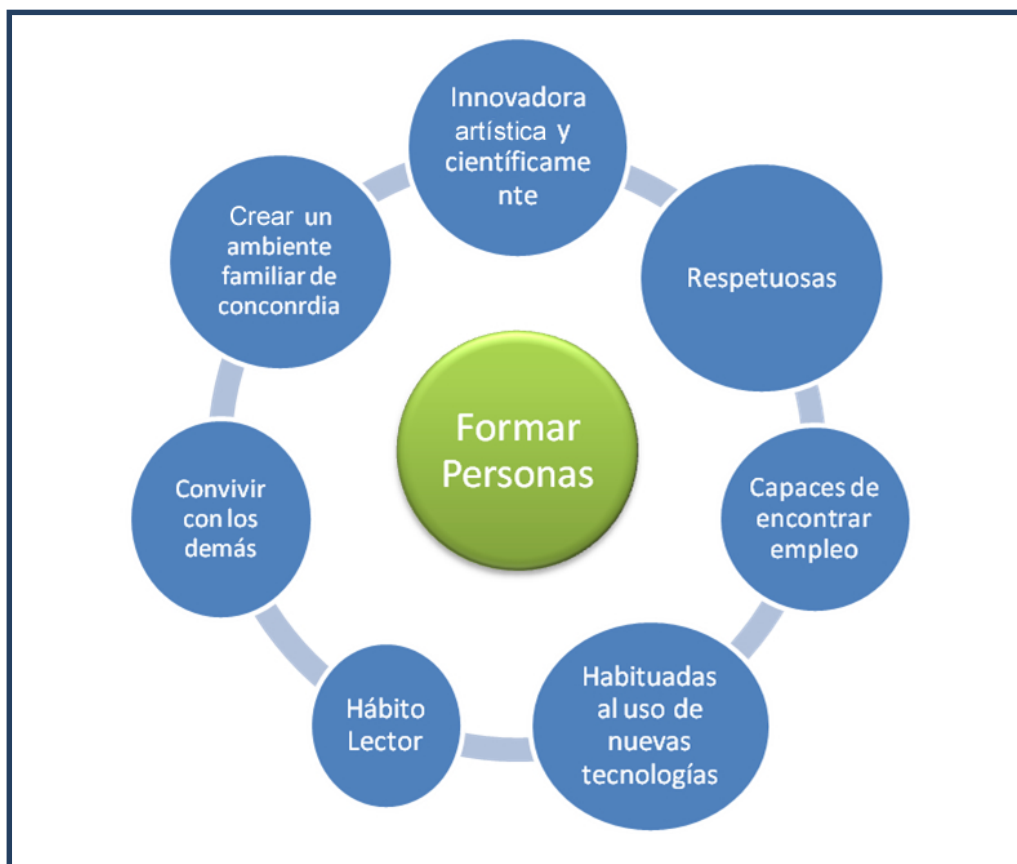 Innovadora
artística y
científicame
nte
Respetuosas
Capaces de
encontrar
empleo
Habituadas
al uso de
nuevas
tecnologías
Hábito
Lector
Convivir
con los
demás
Crear un
ambiente
familiar de
conconrdia
Formar
Personas